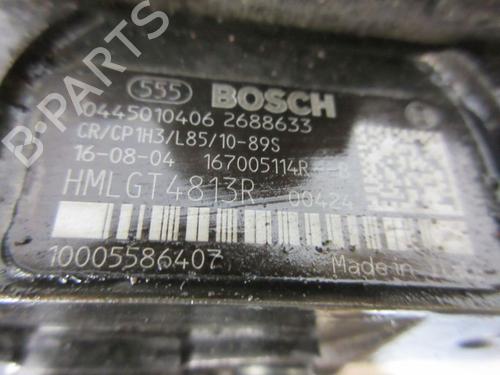 555 BOSCH
0445010406 2688633
CR/CP1H3/L85/10-89S
16-08-04 167005114R
HMLGT4813R 00424
10005586407
Made in
B-PARTS